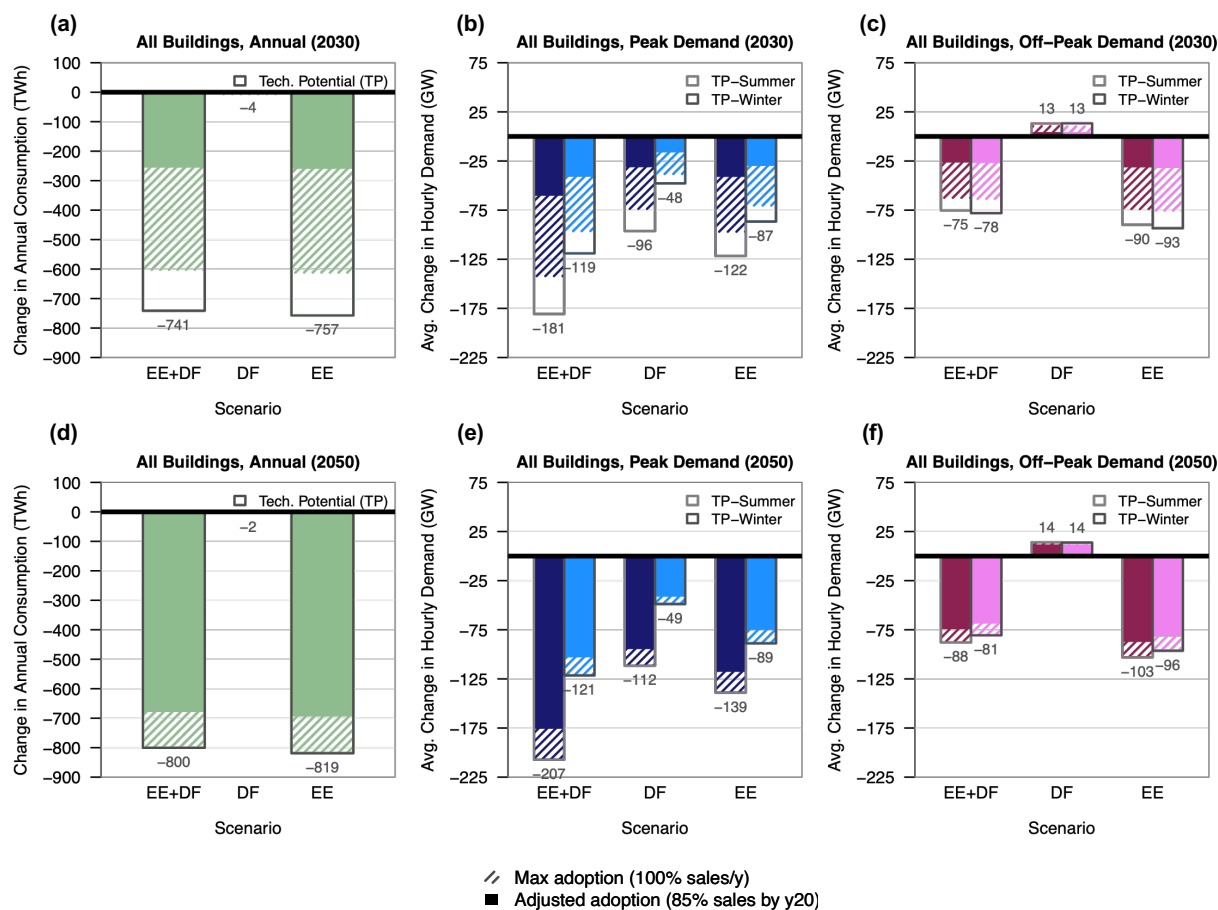 (a)
All Buildings, Annual (2030)
Change in Annual Consumption (TWh)
100
0
−100
−200
−300
−400
−500
−600
−700
−800
−900
Tech. Potential (TP)
−741
−4
−757
EE+DF DF EE
Scenario
(b)
All Buildings, Peak Demand (2030)
Avg. Change in Hourly Demand (GW)
75
25
−25
−75
−125
−175
−225
TP−Summer
TP−Winter
−181
−119
−96
−48
−122
−87
EE+DF DF EE
Scenario
(c)
All Buildings, Off−Peak Demand (2030)
Avg. Change in Hourly Demand (GW)
75
25
−25
−75
−125
−175
−225
TP−Summer
TP−Winter
−75
−78
13
13
−90
−93
EE+DF DF EE
Scenario
(d)
All Buildings, Annual (2050)
Change in Annual Consumption (TWh)
100
0
−100
−200
−300
−400
−500
−600
−700
−800
−900
Tech. Potential (TP)
−800
−2
−819
EE+DF DF EE
Scenario
(e)
All Buildings, Peak Demand (2050)
Avg. Change in Hourly Demand (GW)
75
25
−25
−75
−125
−175
−225
TP−Summer
TP−Winter
−207
−121
−112
−49
−139
−89
EE+DF DF EE
Scenario
(f)
All Buildings, Off−Peak Demand (2050)
Avg. Change in Hourly Demand (GW)
75
25
−25
−75
−125
−175
−225
TP−Summer
TP−Winter
−88
−81
14
14
−103
−96
EE+DF DF EE
Scenario
Max adoption (100% sales/y)
Adjusted adoption (85% sales by y20)